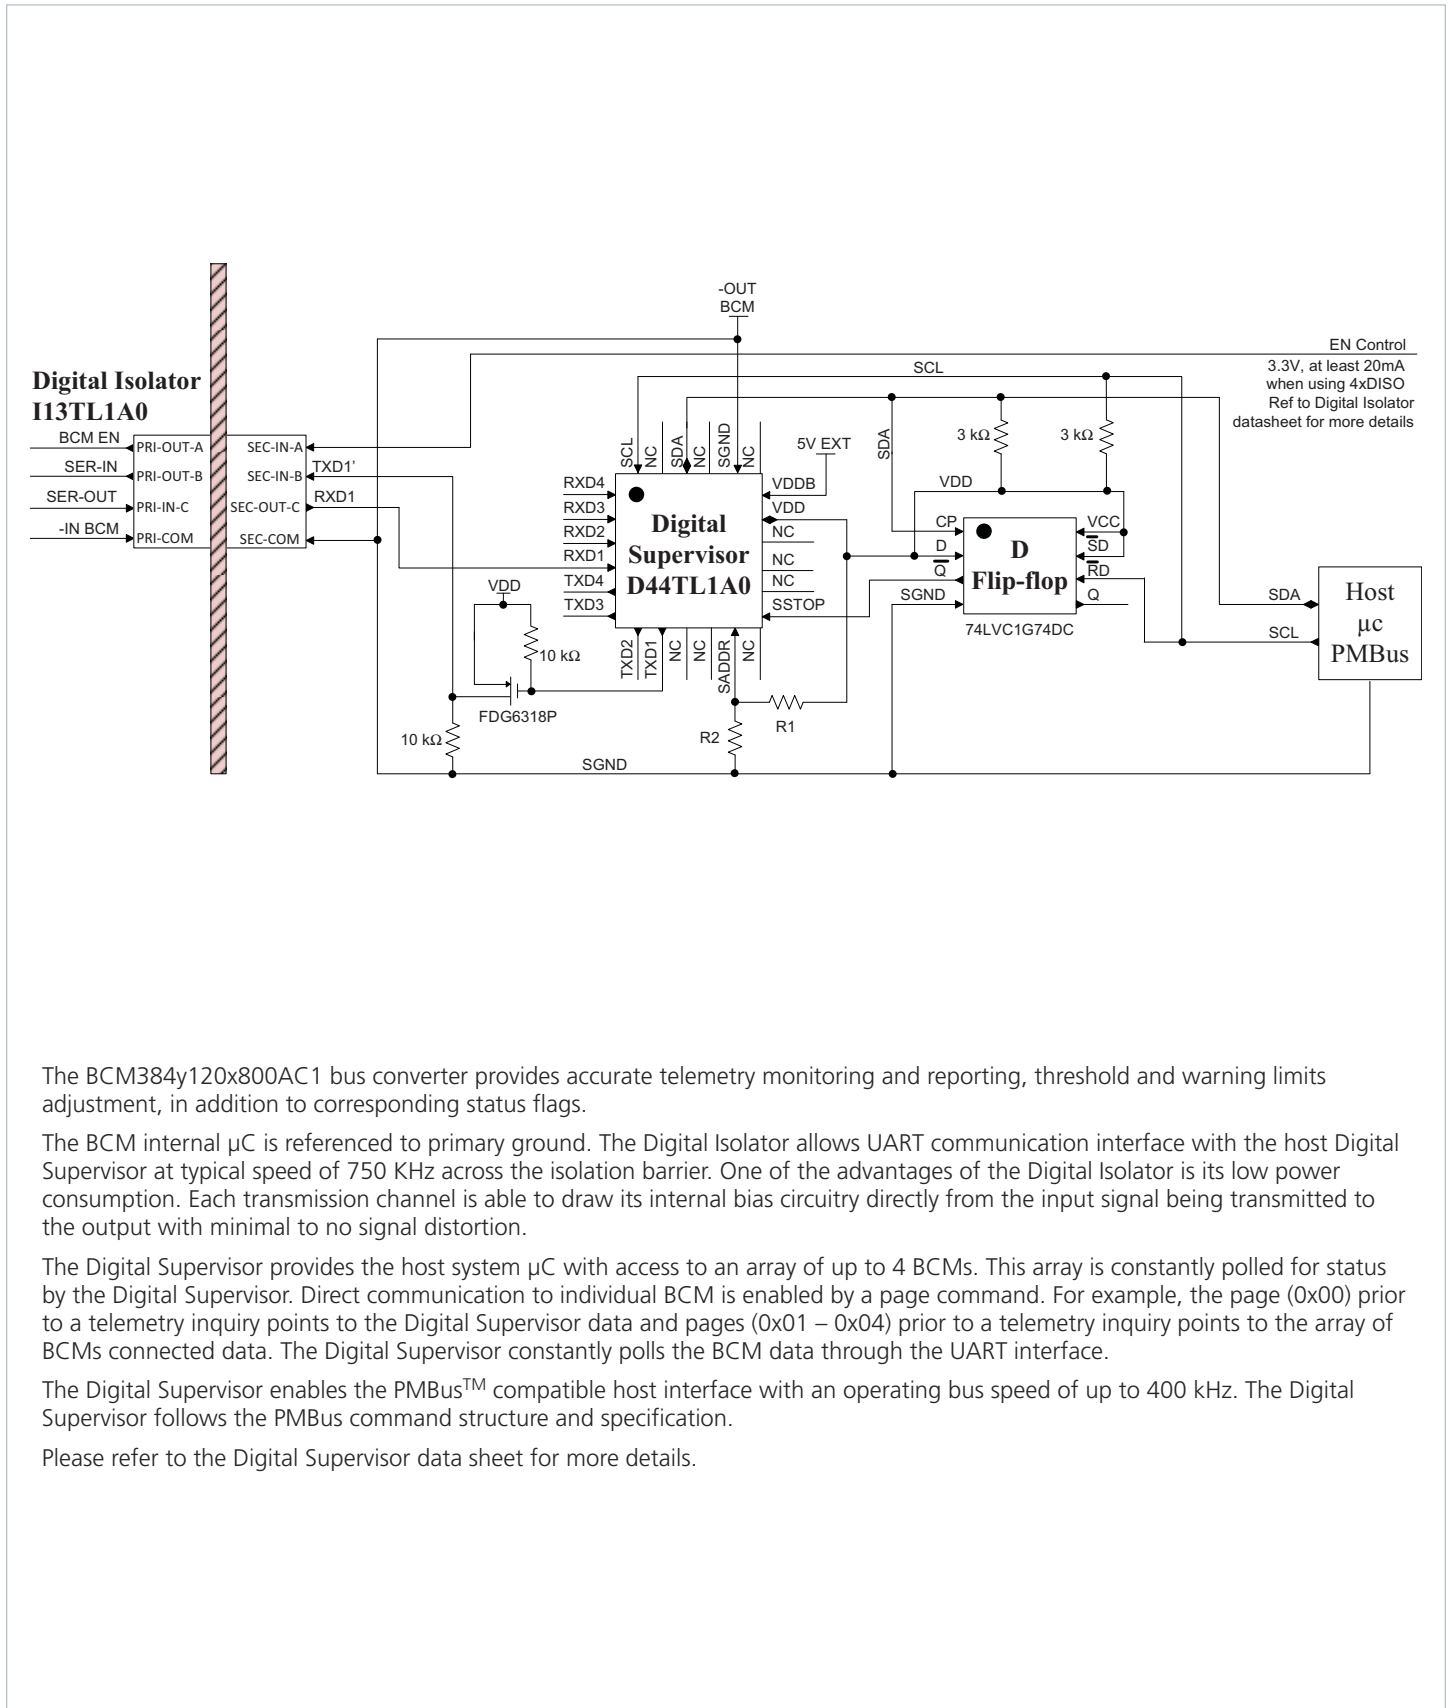 -OUT
BCM
EN Control
3.3V, at least 20mA
when using 4xDISO
Ref to Digital Isolator
datasheet for more details
SCL
Digital Isolator
I13TL1A0
BCM EN
PRI-OUT-A
SEC-IN-A
SER-IN
PRI-OUT-B
SEC-IN-B
TXD1'
SER-OUT
PRI-IN-C
SEC-OUT-C
RXD1
-IN BCM
PRI-COM
SEC-COM
SCL
NC
SDA
NC
SGND
NC
5V EXT
SDA
3 kΩ
3 kΩ
RXD4
RXD3
RXD2
RXD1
TXD4
TXD3
Digital
Supervisor
D44TL1A0
VDDB
VDD
NC
NC
NC
SSTOP
TXD2
TXD1
NC
NC
SADDR
NC
VDD
CP
D
Q
SGND
D
Flip-flop
VCC
SD
RD
Q
74LVC1G74DC
SDA
SCL
Host
µc
PMBus
VDD
10 kΩ
FDG6318P
10 kΩ
R1
R2
SGND
The BCM384y120x800AC1 bus converter provides accurate telemetry monitoring and reporting, threshold and warning limits
adjustment, in addition to corresponding status flags.
The BCM internal µC is referenced to primary ground. The Digital Isolator allows UART communication interface with the host Digital
Supervisor at typical speed of 750 KHz across the isolation barrier. One of the advantages of the Digital Isolator is its low power
consumption. Each transmission channel is able to draw its internal bias circuitry directly from the input signal being transmitted to
the output with minimal to no signal distortion.
The Digital Supervisor provides the host system µC with access to an array of up to 4 BCMs. This array is constantly polled for status
by the Digital Supervisor. Direct communication to individual BCM is enabled by a page command. For example, the page (0x00) prior
to a telemetry inquiry points to the Digital Supervisor data and pages (0x01 – 0x04) prior to a telemetry inquiry points to the array of
BCMs connected data. The Digital Supervisor constantly polls the BCM data through the UART interface.
The Digital Supervisor enables the PMBus™ compatible host interface with an operating bus speed of up to 400 kHz. The Digital
Supervisor follows the PMBus command structure and specification.
Please refer to the Digital Supervisor data sheet for more details.